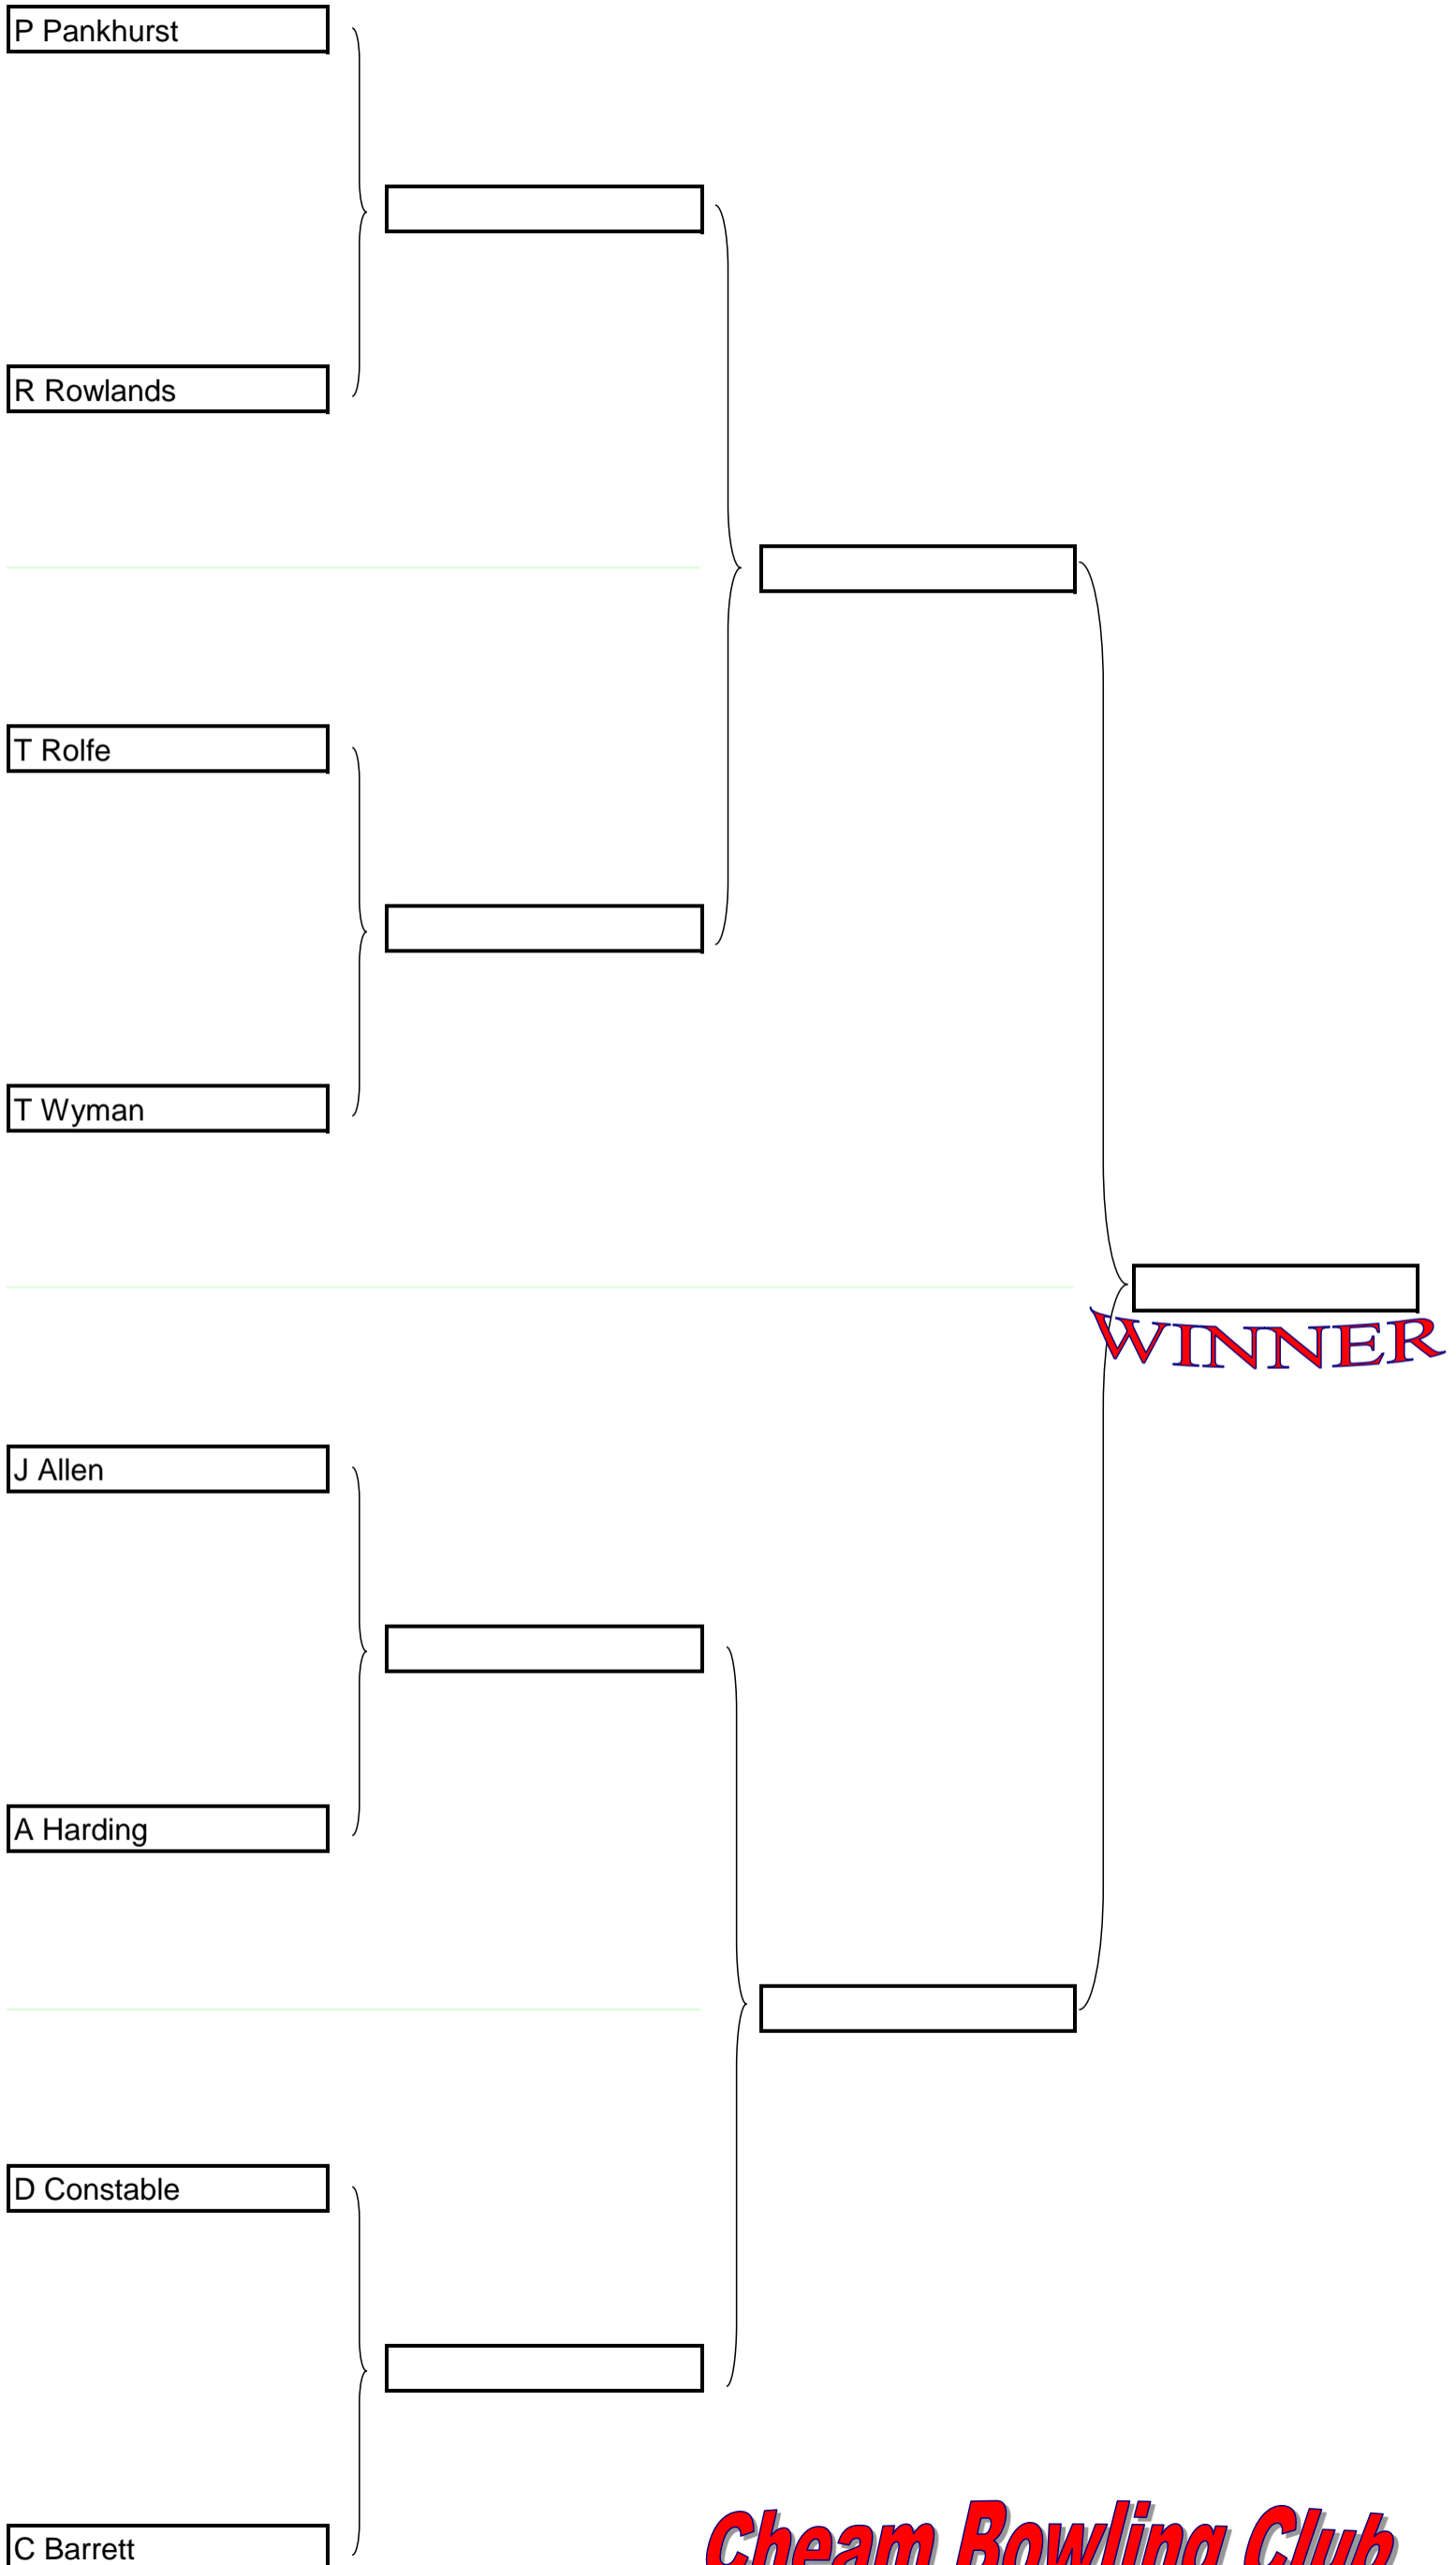 P Pankhurst
R Rowlands
T Rolfe
T Wyman
WINNER
J Allen
A Harding
D Constable
C Barrett
Cheam Bowling Club